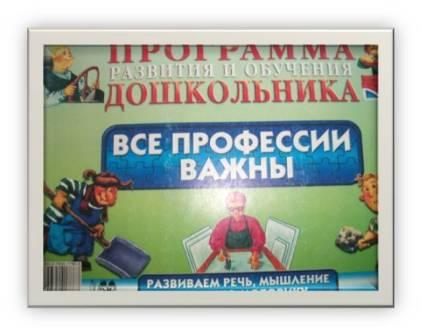 ПРОГРАММА
РАЗВИТИЯ И ОБУЧЕНИЯ
ДОШКОЛЬНИКА
ВСЕ ПРОФЕССИИ
ВАЖНЫ
РАЗВИВАЕМ РЕЧЬ, МЫШЛЕНИЕ